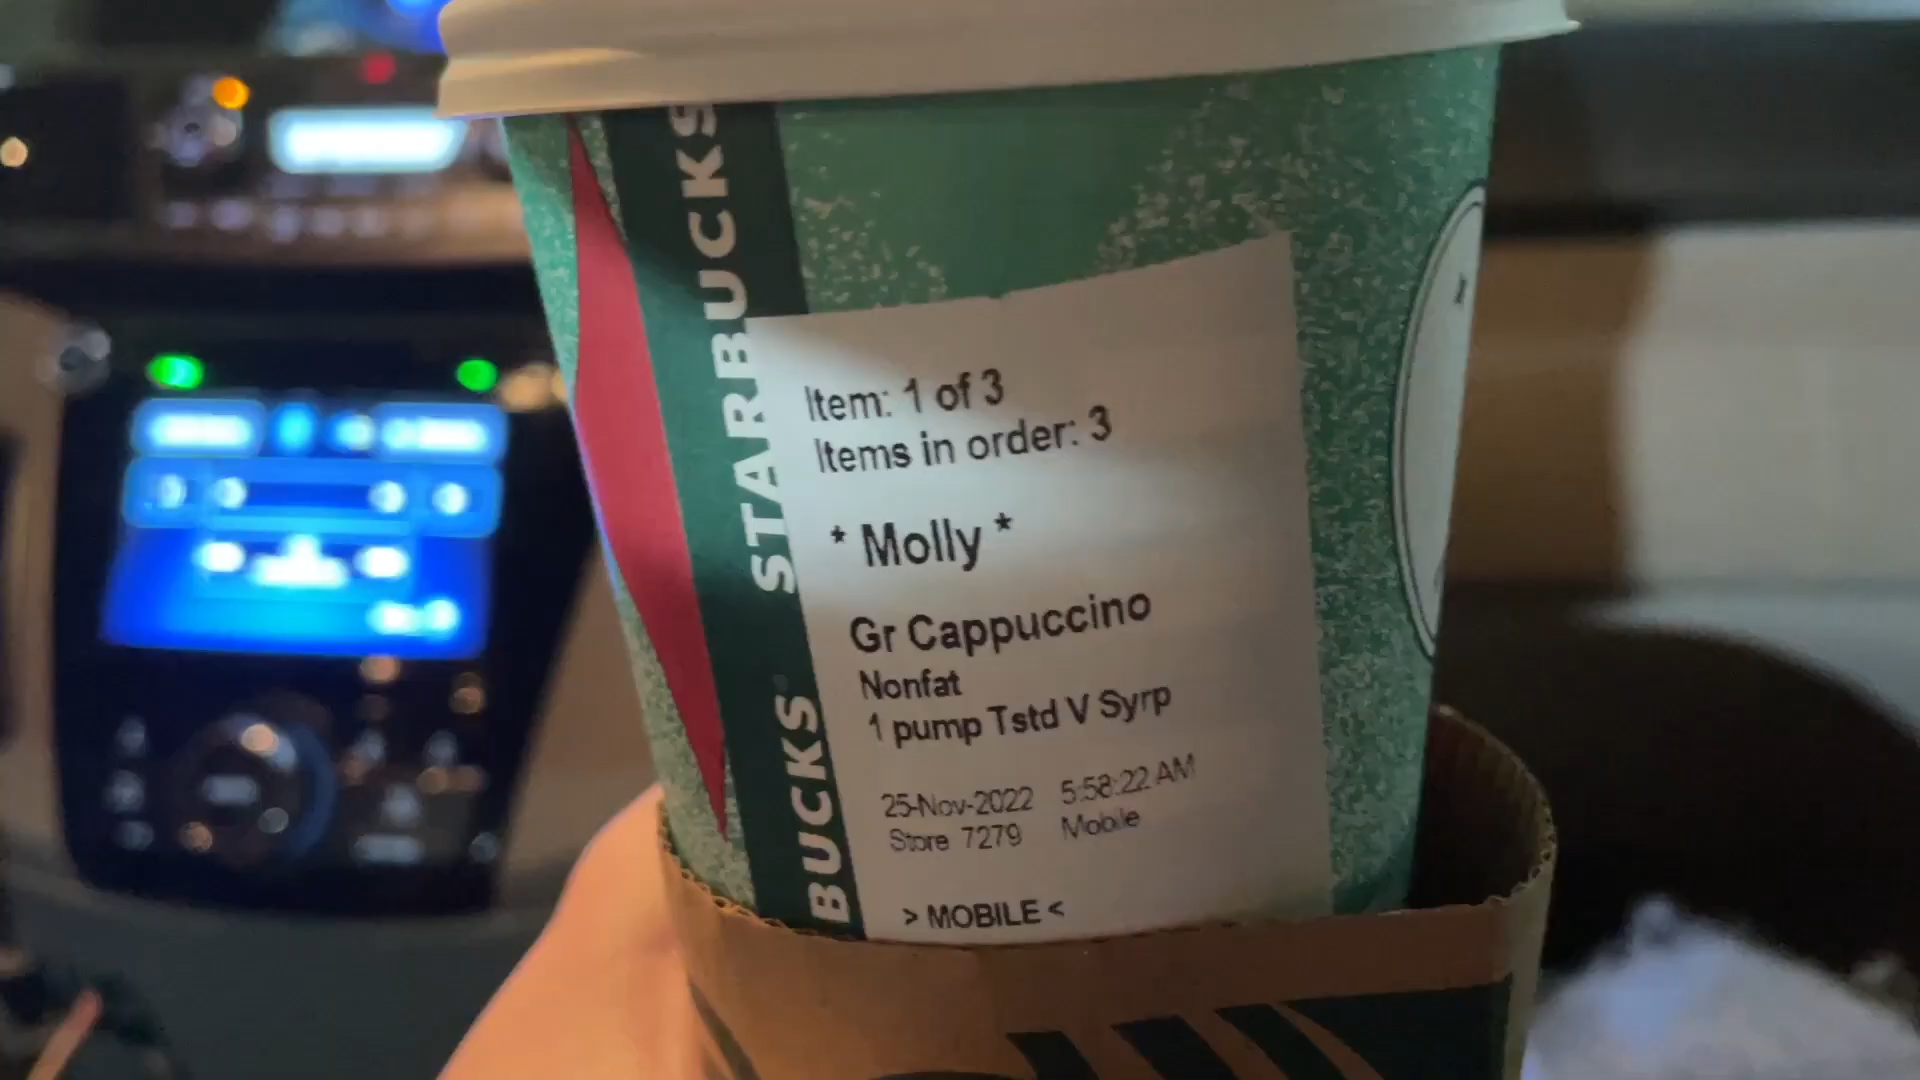 STARBUCKS
BUCKS
Item: 1 of 3
Items in order: 3
* Molly *
Gr Cappuccino
Nonfat
1 pump Tstd V Syrp
25-Nov-2022 5:58:22 AM
Store 7279 Mobile
> MOBILE <